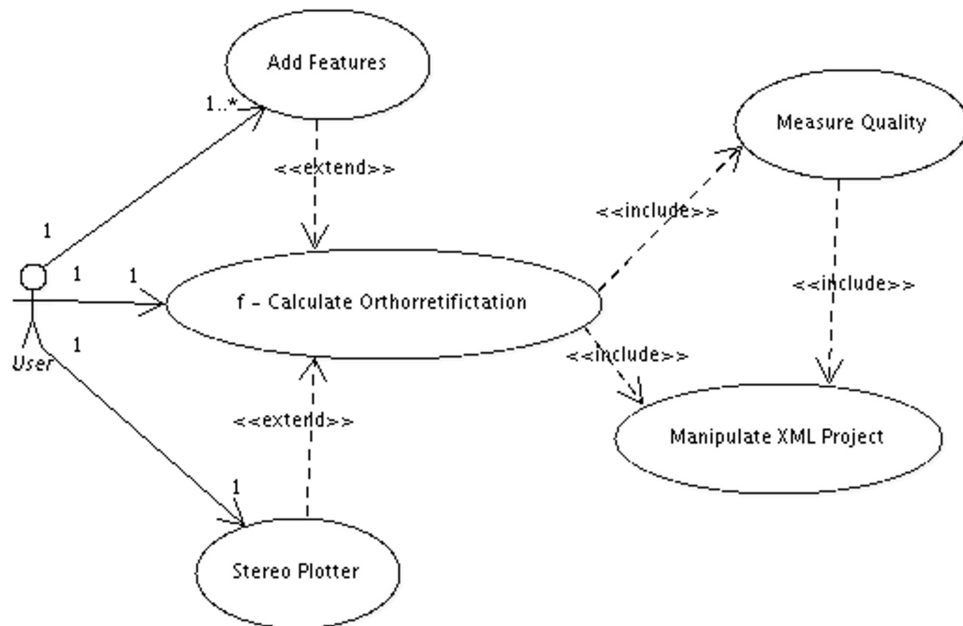 Add Features
1..*
Measure Quality
<<extend>>
<<include>>
1
1
1
f - Calculate Orthorretifictation
<<include>>
1
<<include>>
User
<<extend>>
Manipulate XML Project
1
Stereo Plotter